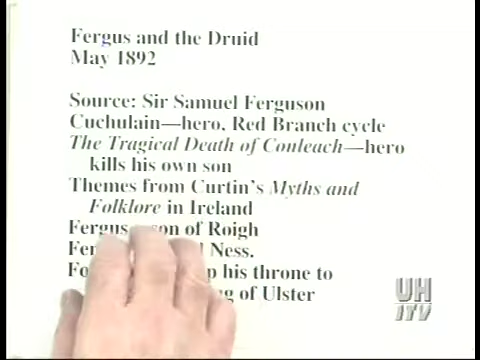 Fergus and the Druid
May 1892
Source: Sir Samuel Ferguson
Cuchulain—hero, Red Branch cycle
The Tragical Death of Conleach—hero
kills his own son
Themes from Curtin's Myths and
Folklore in Ireland
Fergus son of Roigh
Ness.
his throne to
of Ulster
UH
ITV